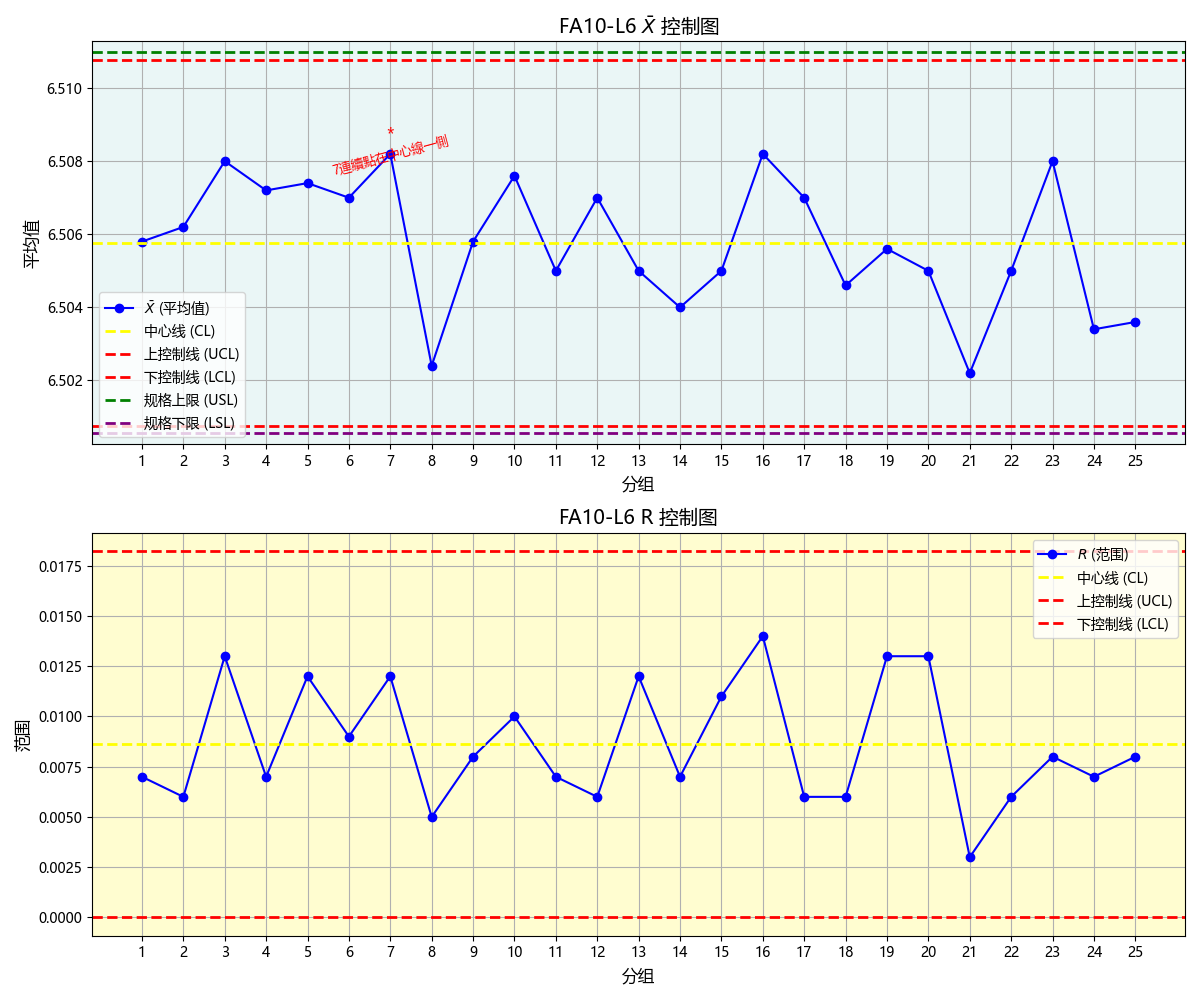 FA10-L6 X̄ 控制图
6.510
6.508
6.506
6.504
6.502
平均值
*
7連續點在中心線一側
X̄ (平均值)
中心线 (CL)
上控制线 (UCL)
下控制线 (LCL)
规格上限 (USL)
规格下限 (LSL)
1 2 3 4 5 6 7 8 9 10 11 12 13 14 15 16 17 18 19 20 21 22 23 24 25
分组
FA10-L6 R 控制图
0.0175
0.0150
0.0125
0.0100
0.0075
0.0050
0.0025
0.0000
范围
R (范围)
中心线 (CL)
上控制线 (UCL)
下控制线 (LCL)
1 2 3 4 5 6 7 8 9 10 11 12 13 14 15 16 17 18 19 20 21 22 23 24 25
分组